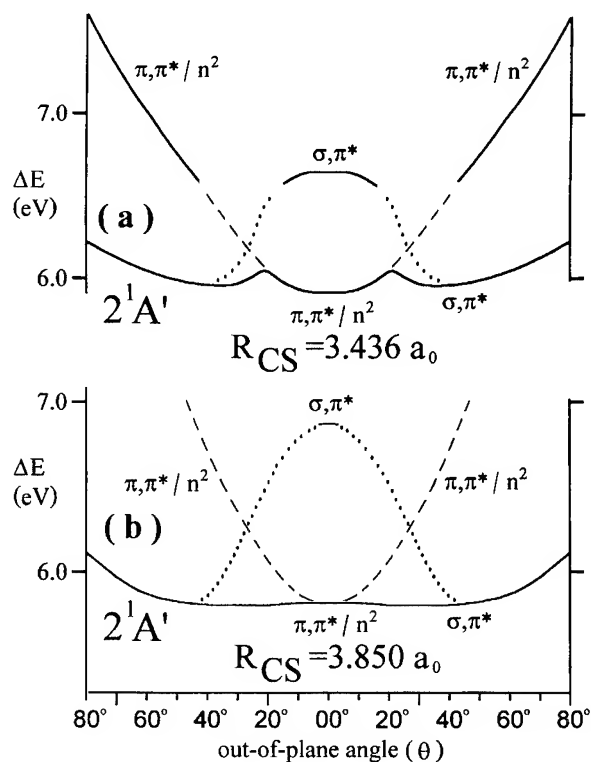 π,π*/ n²
π,π*/ n²
7.0
σ,π*
ΔE
(eV)
(a)
6.0
2¹A'
π,π*/ n²
σ,π*
R_CS =3.436 a₀
7.0
σ,π*
ΔE
(eV)
π,π*/ n²
π,π*/ n²
(b)
6.0
2¹A'
π,π*/ n²
σ,π*
R_CS =3.850 a₀
80° 60° 40° 20° 00° 20° 40° 60° 80°
out-of-plane angle (θ)